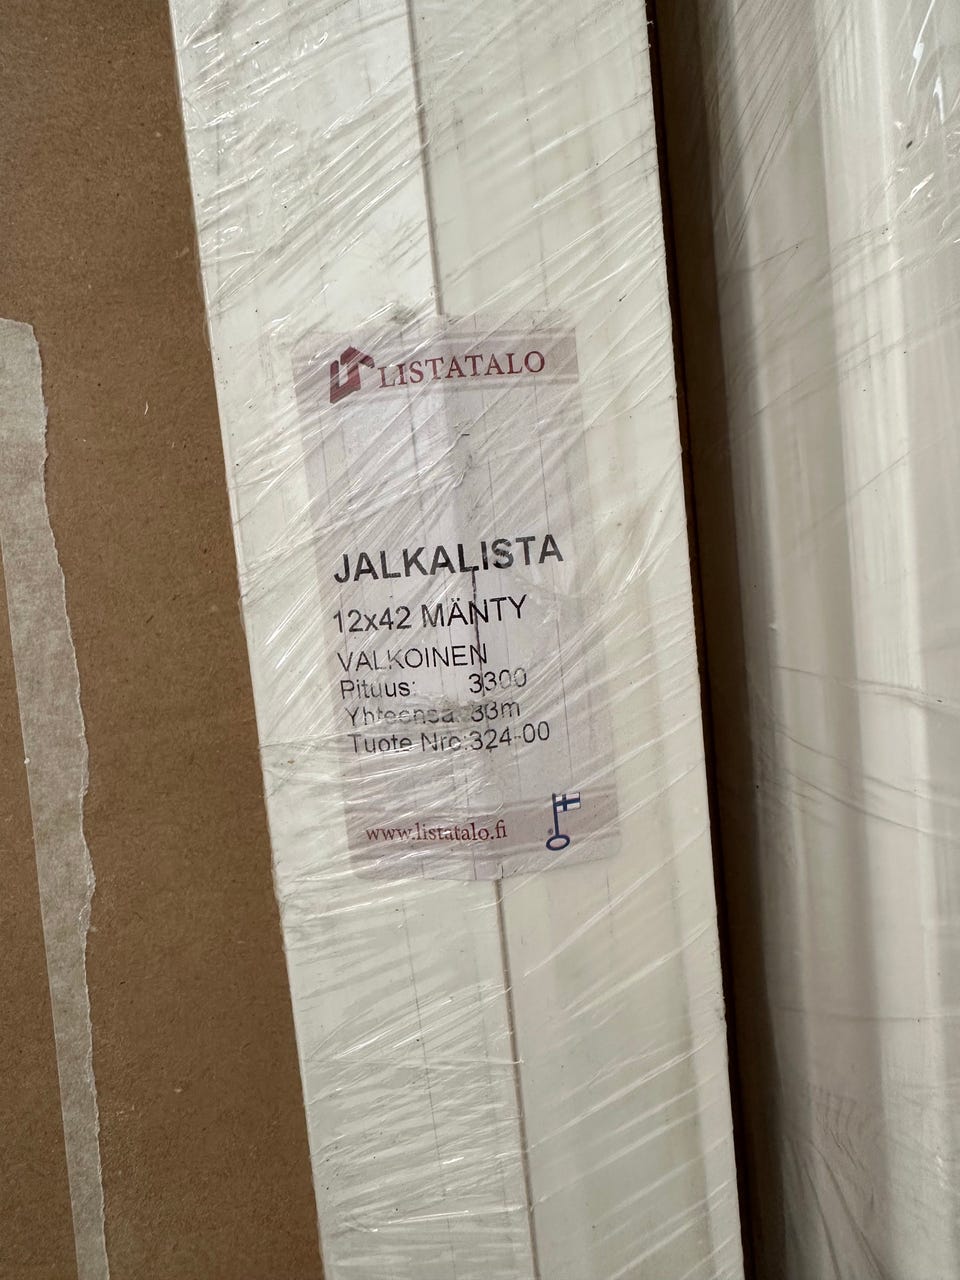 LISTATALO
JALKALISTA
12x42 MÄNTY
VALKOINEN
Pituus: 3300
Yhteensä: 33m
Tuote Nro:324-00
www.listatalo.fi